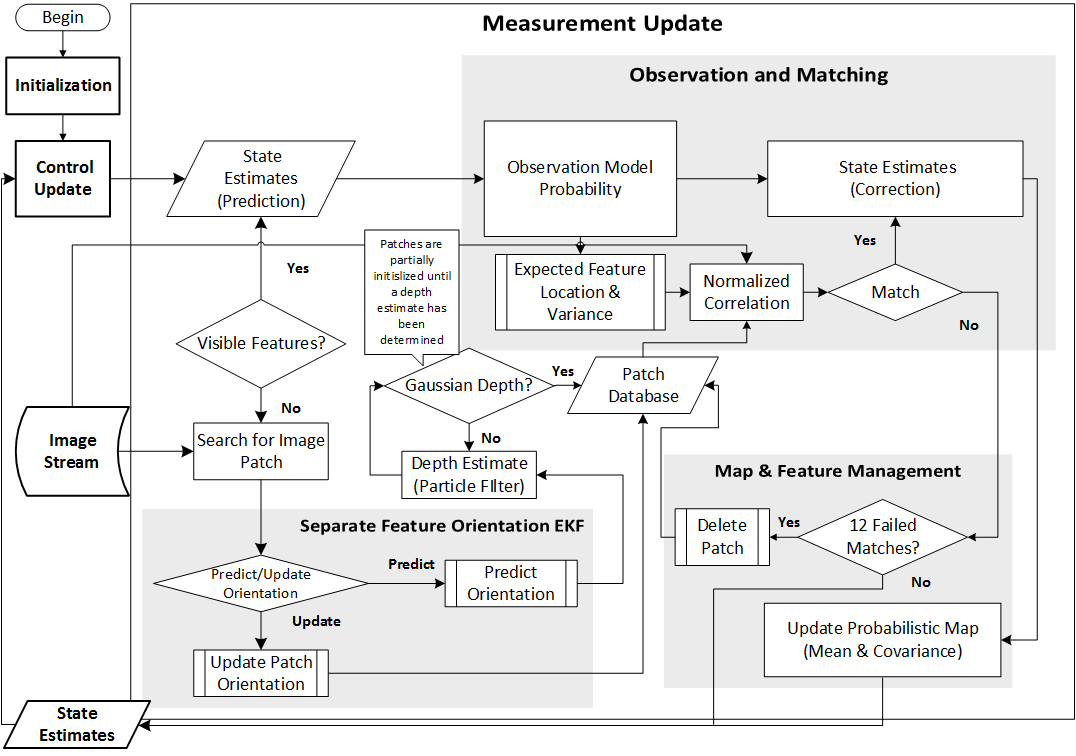 Begin
Measurement Update
Initialization
Observation and Matching
Control
Update
State
Estimates
(Prediction)
Observation Model
Probability
State Estimates
(Correction)
Yes
Patches are
partially
initislized until
a depth
estimate has
been
determined
Yes
Expected Feature
Location &
Variance
Normalized
Correlation
Match
No
Visible Features?
Gaussian Depth?
Yes
Patch
Database
No
Image
Stream
Search for Image
Patch
No
Depth Estimate
(Particle FIlter)
Map & Feature Management
Separate Feature Orientation EKF
Delete
Patch
Yes
12 Failed
Matches?
No
Predict/Update
Orientation
Predict
Predict
Orientation
Update
Update Patch
Orientation
Update Probabilistic Map
(Mean & Covariance)
State
Estimates